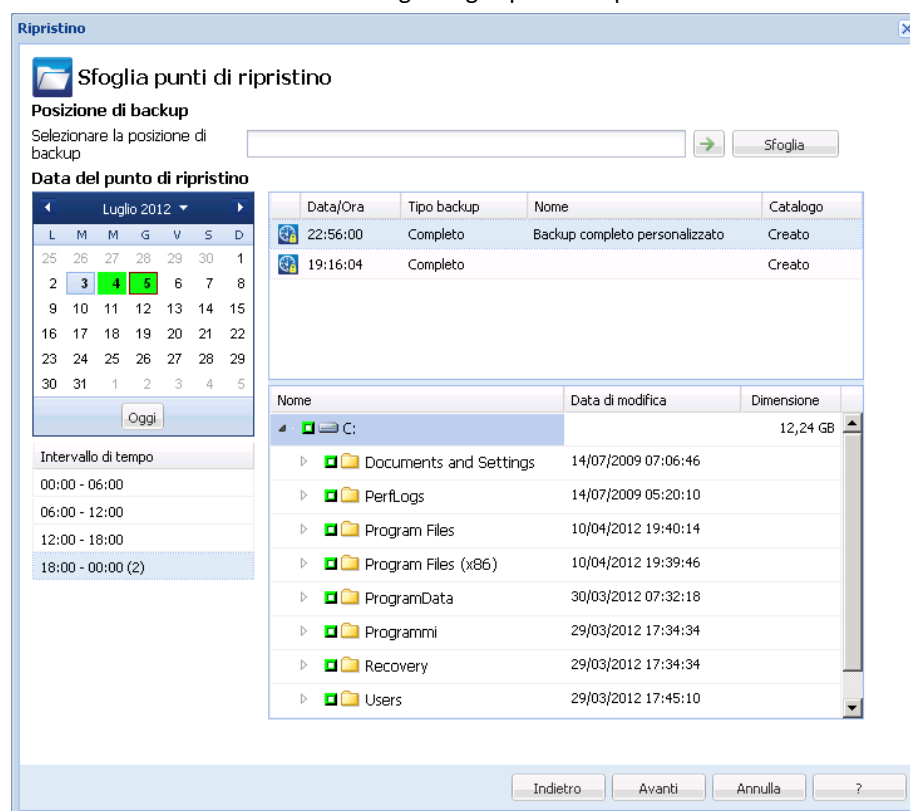 Ripristino
Sfoglia punti di ripristino
Posizione di backup
Selezionare la posizione di
backup
Sfoglia
Data del punto di ripristino
Luglio 2012
L M M G V S D
25 26 27 28 29 30 1
2 3 4 5 6 7 8
9 10 11 12 13 14 15
16 17 18 19 20 21 22
23 24 25 26 27 28 29
30 31 1 2 3 4 5
Oggi
Intervallo di tempo
00:00 - 06:00
06:00 - 12:00
12:00 - 18:00
18:00 - 00:00 (2)
Data/Ora Tipo backup Nome Catalogo
22:56:00 Completo Backup completo personalizzato Creato
19:16:04 Completo Creato
Nome Data di modifica Dimensione
C: 12,24 GB
Documents and Settings 14/07/2009 07:06:46
PerfLogs 14/07/2009 05:20:10
Program Files 10/04/2012 19:40:14
Program Files (x86) 10/04/2012 19:39:46
ProgramData 30/03/2012 07:32:18
Programmi 29/03/2012 17:34:34
Recovery 29/03/2012 17:34:34
Users 29/03/2012 17:45:10
Indietro Avanti Annulla ?